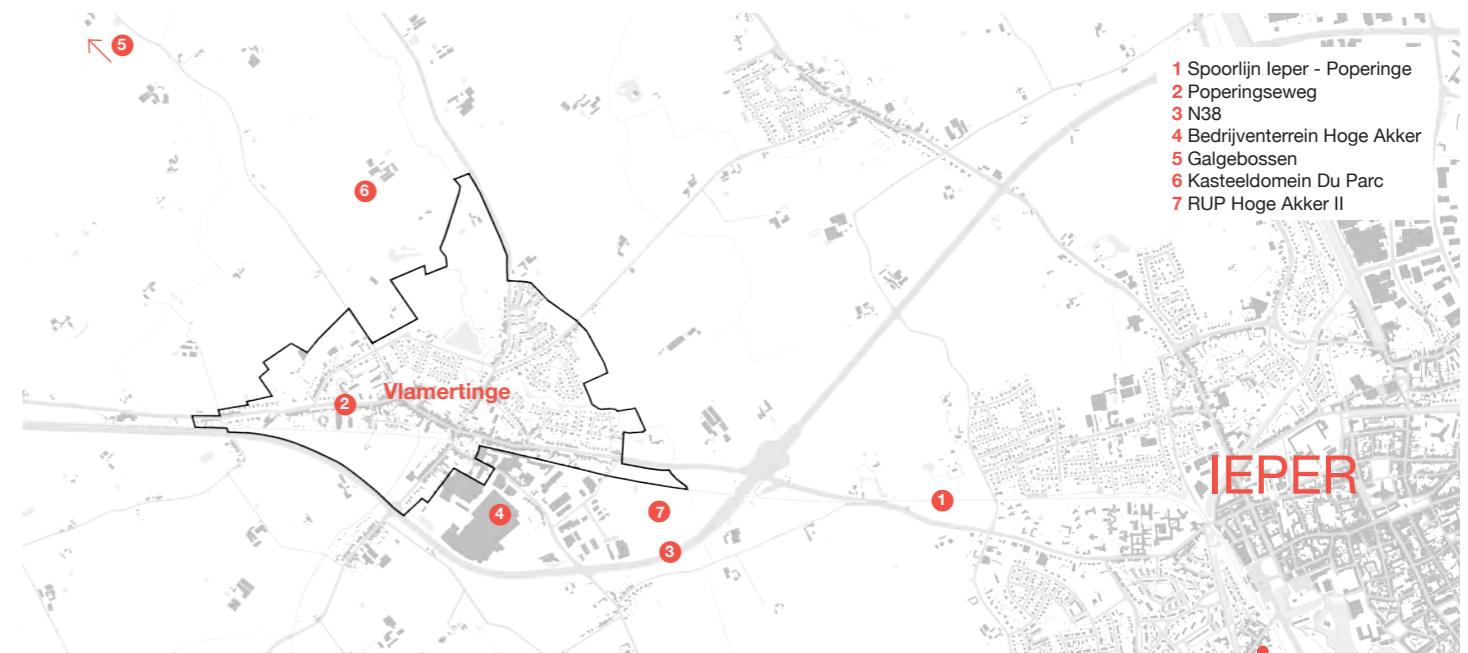 5
1 Spoorlijn Ieper - Poperinge
2 Poperingseweg
3 N38
4 Bedrijventerrein Hoge Akker
5 Galgebossen
6 Kasteeldomein Du Parc
7 RUP Hoge Akker II
6
Vlamertinge
2
IEPER
1
7
4
3